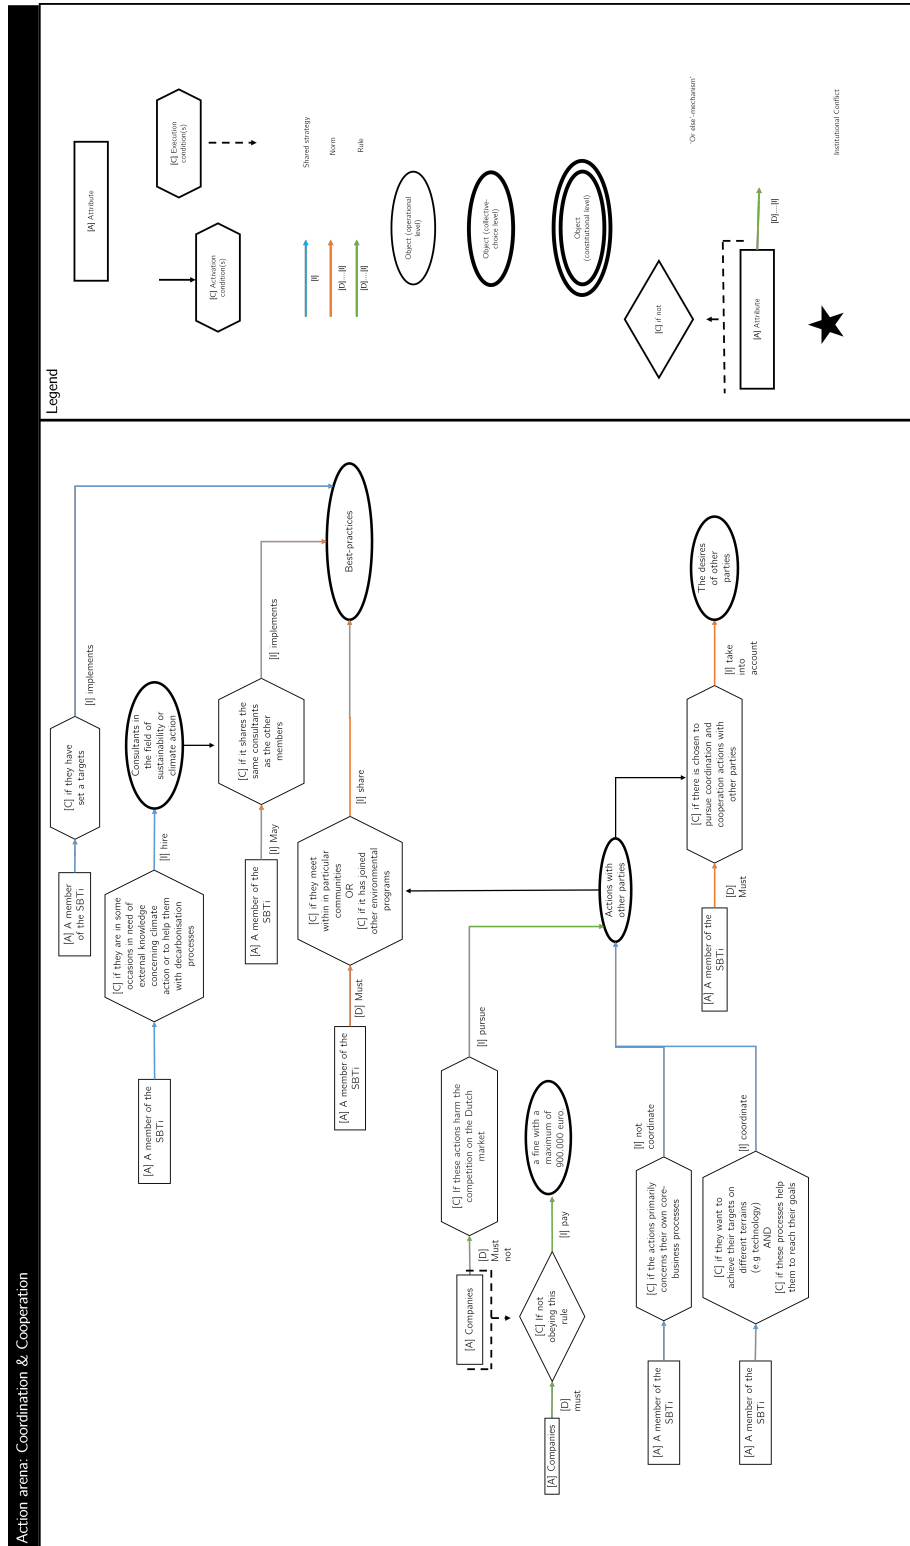 Action arena: Coordination & Cooperation
[A] A member
of the SBTi
[C] if they have
set a targets
[I] implements
[A] A member of the
SBTi
[C] if they are in some
occasions in need of
external knowledge
concerning climate
action or to help them
with decarbonisation
processes
[I] hire
Consultants in
the field of
sustainability or
climate action
[A] A member of the
SBTi
[I] May
[C] if it shares the
same consultants
as the other
members
[I] implements
[A] A member of the
SBTi
[D] Must
[C] if they meet
within in particular
communities
OR
[C] if it has joined
other environmental
programs
[I] share
Best-practices
[A] Companies
[D]
Must
not
[C] If these actions harm the
competition on the Dutch
market
[I] pursue
[A] Companies
[D]
must
[C] If not
obeying this
rule
[I] pay
a fine with a
maximum of
900.000 euro.
[A] A member of the
SBTi
[C] if the actions primarily
concerns their own core-
business processes
[I] not
coordinate
Actions with
other parties
[A] A member of the
SBTi
[C] if they want to
achieve their targets on
different terrains
(e.g technology)
AND
[C] if these processes help
them to reach their goals
[I] coordinate
[A] A member of the
SBTi
[D]
Must
[C] if there is chosen to
pursue coordination and
cooperation actions with
other parties
[I] take
into
account
The desires
of other
parties
Legend
[A] Attribute
[C] Activation
condition(s)
[C] Execution
condition(s)
[I]
Shared strategy
[D]....[I]
Norm
[D]....[I]
Rule
Object (operational
level)
Object (collective-
choice level)
Object
(constitutional level)
[C] if not
[A] Attribute
[D]....[I]
'Or else'-mechanism'
Institutional Conflict